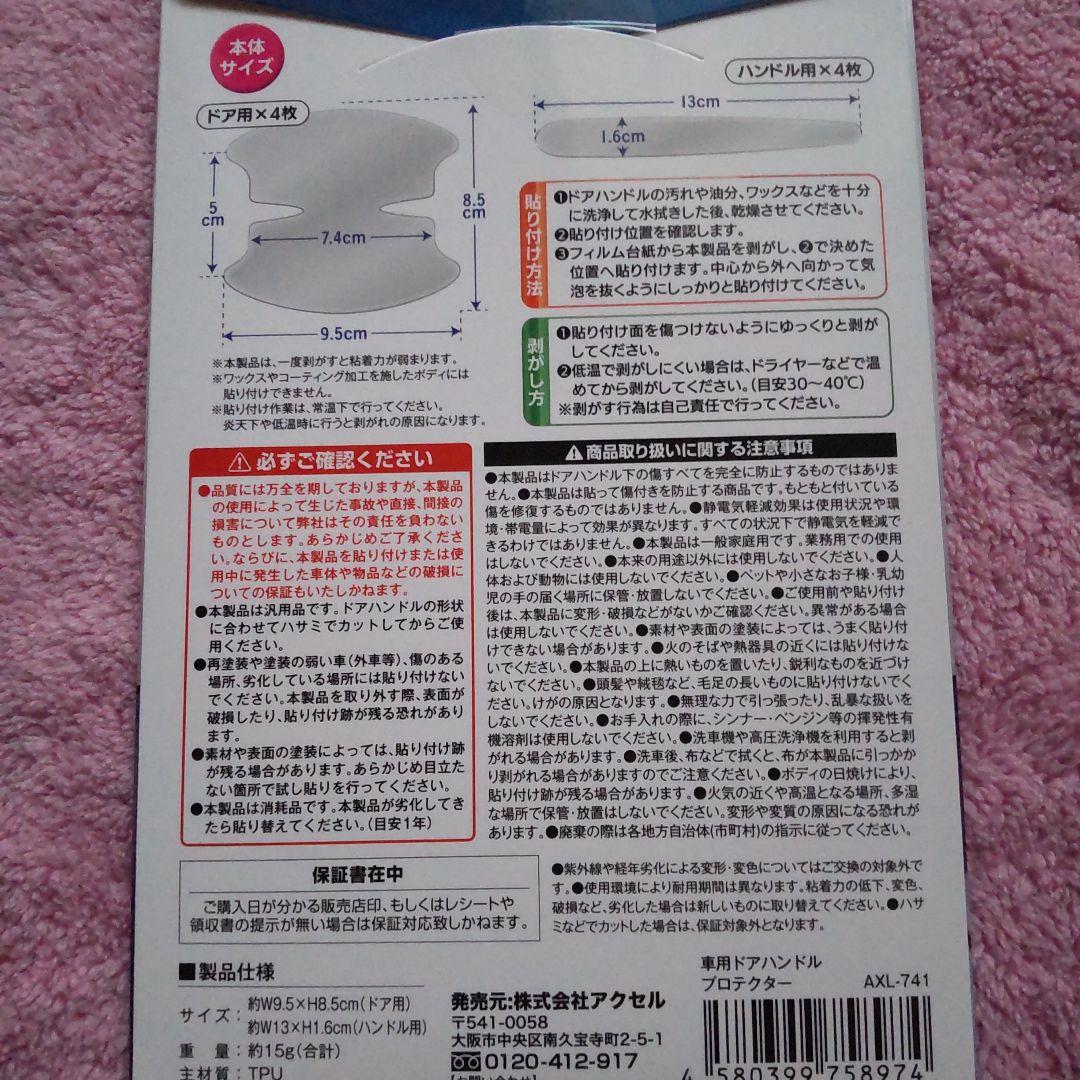 本体
サイズ
ドア用×4枚
8.5
cm
5
cm
7.4cm
9.5cm
ハンドル用×4枚
13cm
1.6cm
※本製品は、一度剥がすと粘着力が弱まります。
※ワックスやコーティング加工を施したボディには
貼り付けできません。
※貼り付け作業は、常温下で行ってください。
炎天下や低温時に行うと剥がれの原因になります。
貼り付け方法
❶ドアハンドルの汚れや油分、ワックスなどを十分
に洗浄して水拭きした後、乾燥させてください。
❷貼り付け位置を確認します。
❸フィルム台紙から本製品を剥がし、❷で決めた
位置へ貼り付けます。中心から外へ向かって気
泡を抜くようにしっかりと貼り付けてください。
剥がし方
❶貼り付け面を傷つけないようにゆっくりと剥が
してください。
❷低温で剥がしにくい場合は、ドライヤーなどで温
めてから剥がしてください。(目安30〜40℃)
※剥がす行為は自己責任で行ってください。
⚠必ずご確認ください
●品質には万全を期しておりますが、本製品
の使用によって生じた事故や直接、間接の
損害について弊社はその責任を負わない
ものとします。あらかじめご了承くださ
い。ならびに、本製品を貼り付けまたは使
用中に発生した車体や物品などの破損に
ついての保証もいたしかねます。
●本製品は汎用品です。ドアハンドルの形状
に合わせてハサミでカットしてからご使
用ください。
●再塗装や塗装の弱い車(外車等)、傷のある
場所、劣化している場所には貼り付けない
でください。本製品を取り外す際、表面が
破損したり、貼り付け跡が残る恐れがあり
ます。
●素材や表面の塗装によっては、貼り付け跡
が残る場合があります。あらかじめ目立た
ない箇所で試し貼りを行ってください。
●本製品は消耗品です。本製品が劣化してき
たら貼り替えてください。(目安1年)
⚠商品取り扱いに関する注意事項
●本製品はドアハンドル下の傷すべてを完全に防止するものではありま
せん。●本製品は貼って傷付きを防止する商品です。もともと付いている
傷を修復するものではありません。●静電気軽減効果は使用状況や環
境・帯電量によって効果が異なります。すべての状況下で静電気を軽減で
きるわけではありません。●本製品は一般家庭用です。業務用での使用
はしないでください。●本来の用途以外には使用しないでください。●人
体および動物には使用しないでください。●ペットや小さなお子様・乳幼
児の手の届く場所に保管・放置しないでください。●ご使用前や貼り付け
後は、本製品に変形・破損などがないかご確認ください。異常がある場合
は使用しないでください。●素材や表面の塗装によっては、うまく貼り付
けできない場合があります。●火のそばや熱器具の近くには貼り付けな
いでください。●本製品の上に熱いものを置いたり、鋭利なものを近づけ
ないでください。●頭髪や絨毯など、毛足の長いものに貼り付けないでく
ださい。けがの原因となります。●無理な力で引っ張ったり、乱暴な扱いを
しないでください。●お手入れの際に、シンナー・ベンジン等の揮発性有
機溶剤は使用しないでください。●洗車機や高圧洗浄機を利用すると剥
がれる場合があります。●洗車後、布などで拭くと、布が本製品に引っかか
り剥がれる場合がありますのでご注意ください。●ボディの日焼けにより、
貼り付け跡が残る場合があります。●火気の近くや高温となる場所、多湿
な場所で保管・放置はしないでください。変形や変質の原因になる恐れが
あります。●廃棄の際は各地方自治体(市町村)の指示に従ってください。
保証書在中
ご購入日が分かる販売店印、もしくはレシートや
領収書の提示が無い場合は保証対応致しかねます。
●紫外線や経年劣化による変形・変色についてはご交換の対象外で
す。●使用環境により耐用期間は異なります。粘着力の低下、変色、
破損など、劣化した場合は新しいものに取り替えてください。●ハサ
ミなどでカットした場合は、保証対象外となります。
■製品仕様
サイズ：約W9.5×H8.5cm(ドア用)
約W13×H1.6cm(ハンドル用)
重　量：約15g(合計)
主材質：TPU
発売元:株式会社アクセル
〒541-0058
大阪市中央区南久宝寺町2-5-1
0120-412-917
【お問い合わせ】
車用ドアハンドル
プロテクター AXL-741
4 580399 758974